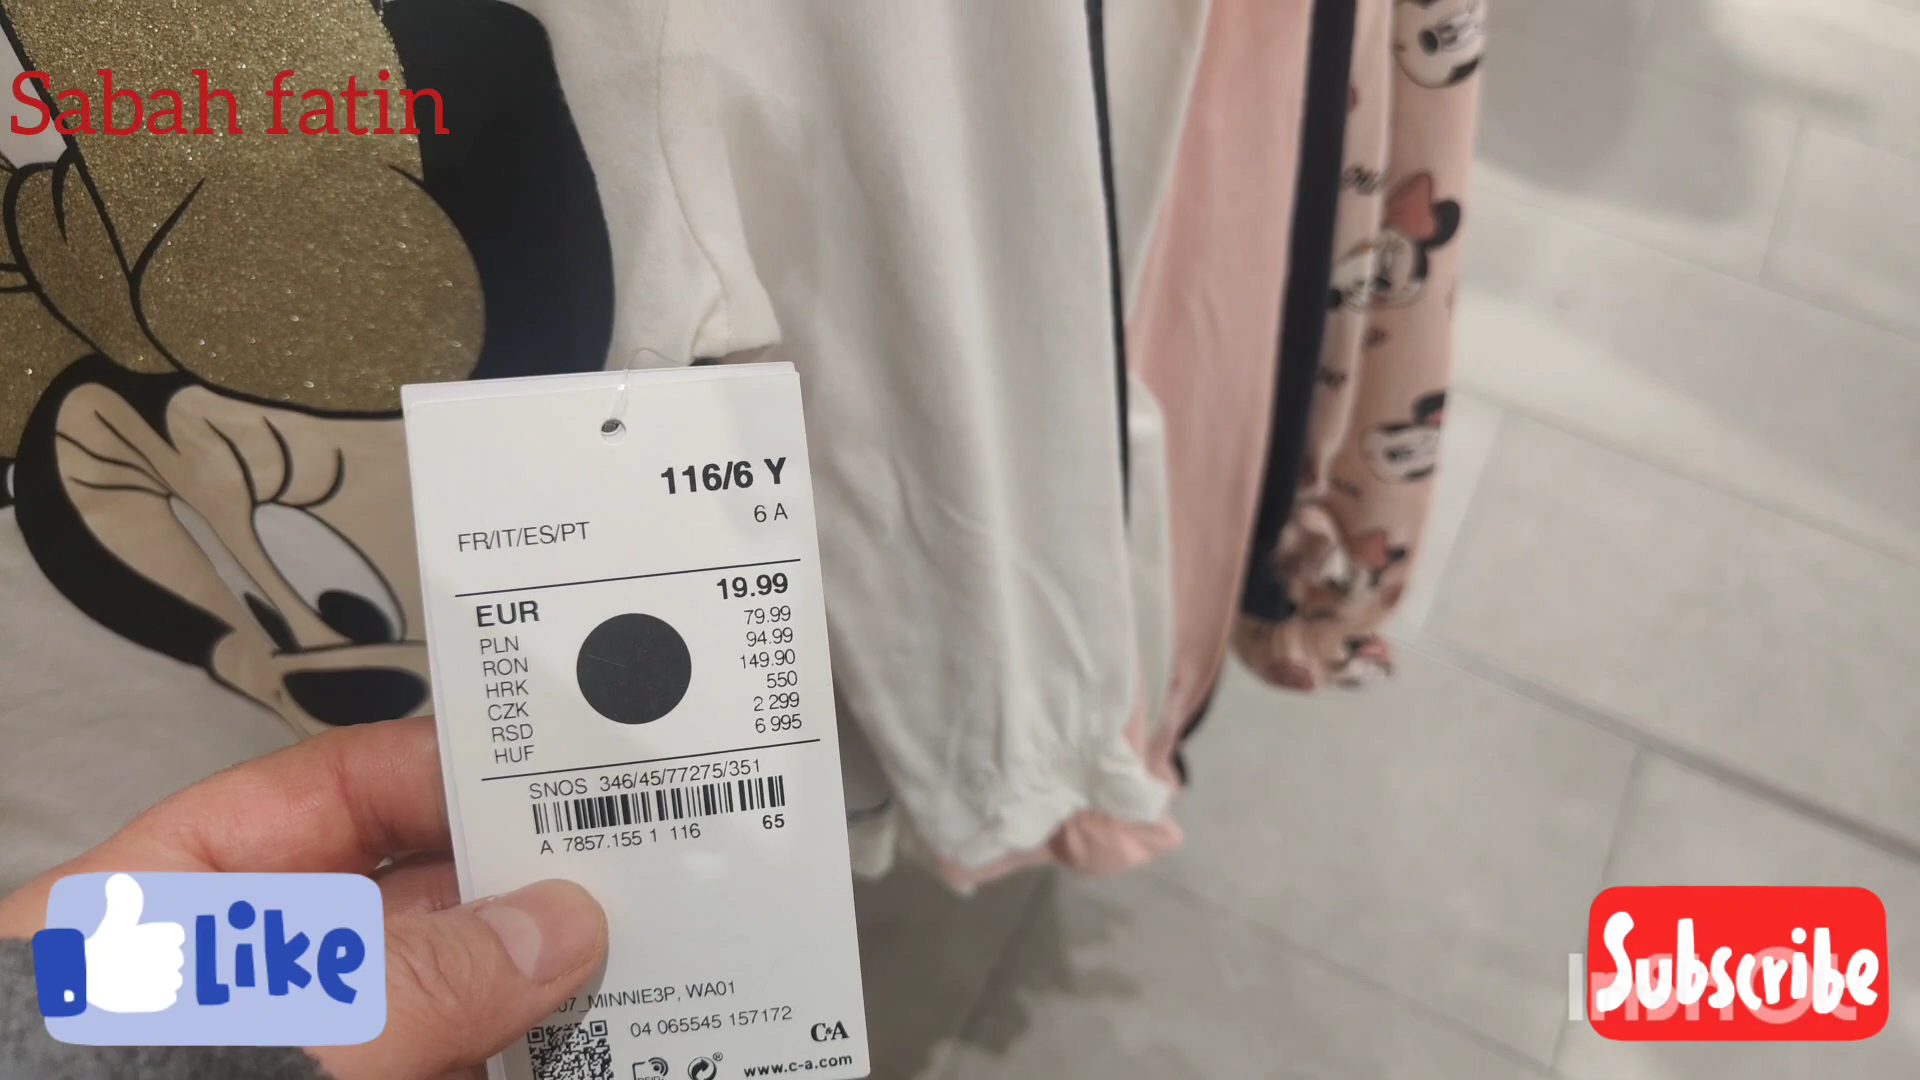 Sabah fatin
116/6 Y
6 A
FR/IT/ES/PT
EUR 19.99
PLN 79.99
RON 94.99
HRK 149.90
CZK 550
RSD 2 299
HUF 6 995
SNOS 346/45/77275/351
A 7857.155 1 116 65
07_MINNIE3P, WA01
04 065545 157172
C&A
www.c-a.com
Like
Subscribe
InShot